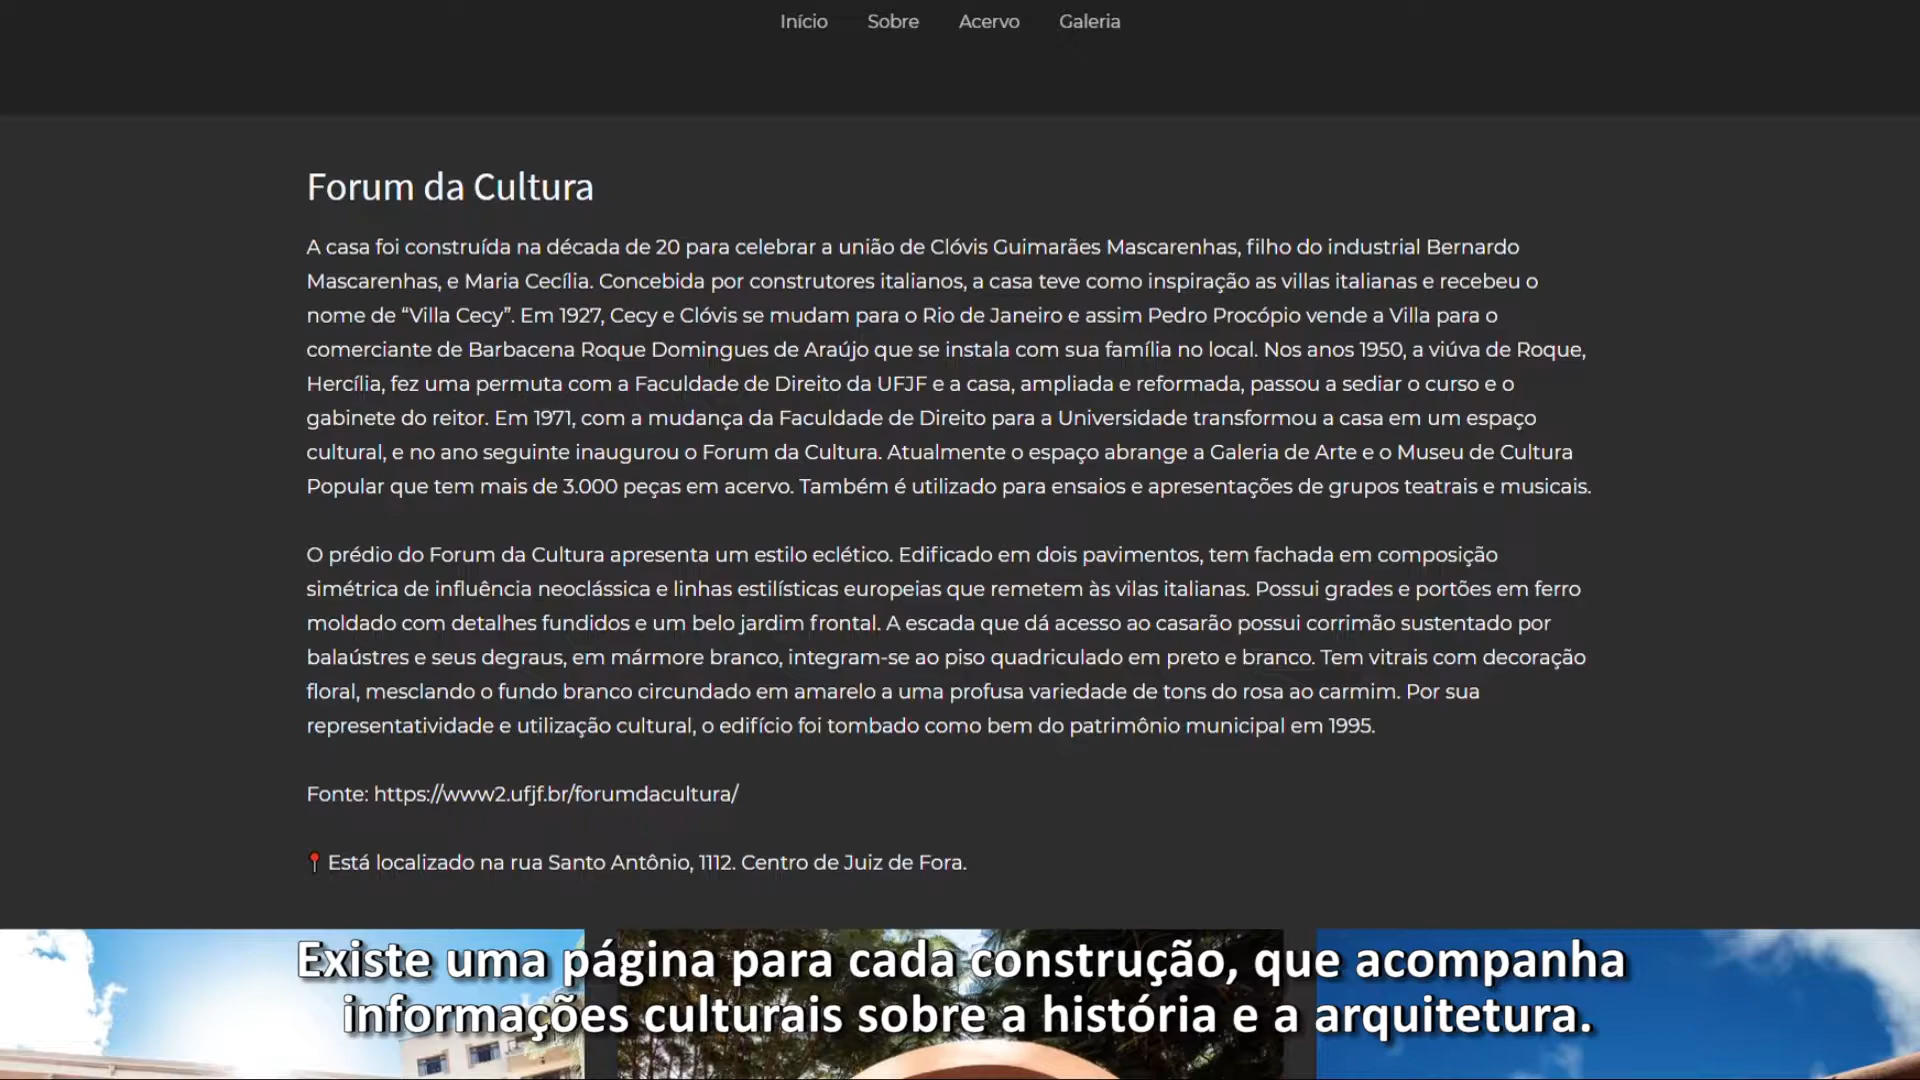 Início Sobre Acervo Galeria
Forum da Cultura
A casa foi construída na década de 20 para celebrar a união de Clóvis Guimarães Mascarenhas, filho do industrial Bernardo
Mascarenhas, e Maria Cecília. Concebida por construtores italianos, a casa teve como inspiração as villas italianas e recebeu o
nome de “Villa Cecy”. Em 1927, Cecy e Clóvis se mudam para o Rio de Janeiro e assim Pedro Procópio vende a Villa para o
comerciante de Barbacena Roque Domingues de Araújo que se instala com sua família no local. Nos anos 1950, a viúva de Roque,
Hercília, fez uma permuta com a Faculdade de Direito da UFJF e a casa, ampliada e reformada, passou a sediar o curso e o
gabinete do reitor. Em 1971, com a mudança da Faculdade de Direito para a Universidade transformou a casa em um espaço
cultural, e no ano seguinte inaugurou o Forum da Cultura. Atualmente o espaço abrange a Galeria de Arte e o Museu de Cultura
Popular que tem mais de 3.000 peças em acervo. Também é utilizado para ensaios e apresentações de grupos teatrais e musicais.
O prédio do Forum da Cultura apresenta um estilo eclético. Edificado em dois pavimentos, tem fachada em composição
simétrica de influência neoclássica e linhas estilísticas europeias que remetem às vilas italianas. Possui grades e portões em ferro
moldado com detalhes fundidos e um belo jardim frontal. A escada que dá acesso ao casarão possui corrimão sustentado por
balaústres e seus degraus, em mármore branco, integram-se ao piso quadriculado em preto e branco. Tem vitrais com decoração
floral, mesclando o fundo branco circundado em amarelo a uma profusa variedade de tons do rosa ao carmim. Por sua
representatividade e utilização cultural, o edifício foi tombado como bem do patrimônio municipal em 1995.
Fonte: https://www2.ufjf.br/forumdacultura/
Está localizado na rua Santo Antônio, 1112. Centro de Juiz de Fora.
Existe uma página para cada construção, que acompanha
informações culturais sobre a história e a arquitetura.